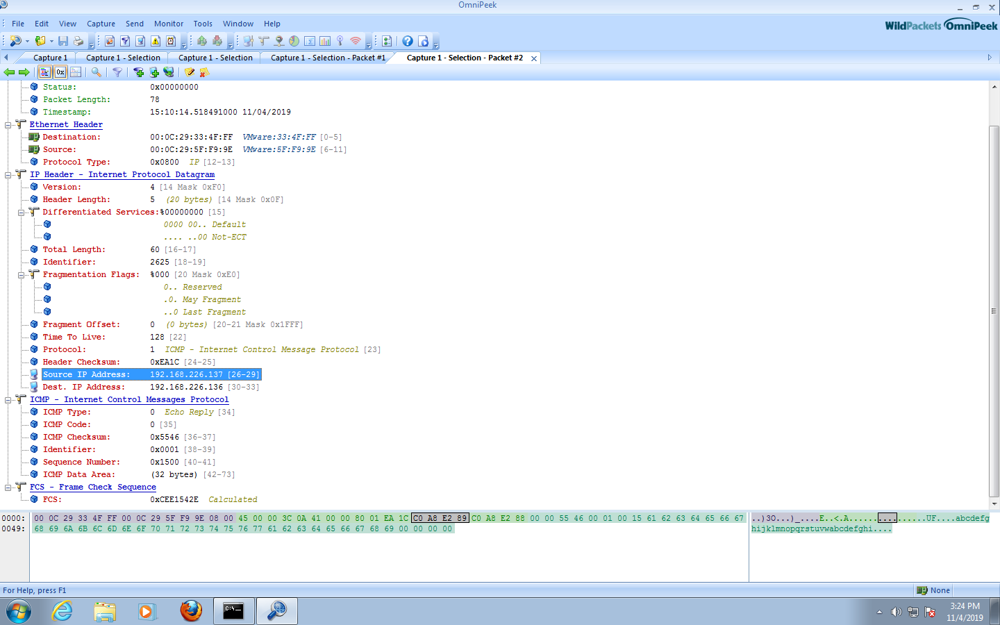 OmniPeek
File Edit View Capture Send Monitor Tools Window Help
WildPackets OmniPeek
Capture 1 Capture 1 - Selection Capture 1 - Selection Capture 1 - Selection - Packet #1 Capture 1 - Selection - Packet #2
0x
Status: 0x00000000
Packet Length: 78
Timestamp: 15:10:14.518491000 11/04/2019
Ethernet Header
Destination: 00:0C:29:33:4F:FF VMware:33:4F:FF [0-5]
Source: 00:0C:29:5F:F9:9E VMware:5F:F9:9E [6-11]
Protocol Type: 0x0800 IP [12-13]
IP Header - Internet Protocol Datagram
Version: 4 [14 Mask 0xF0]
Header Length: 5 (20 bytes) [14 Mask 0x0F]
Differentiated Services:%00000000 [15]
0000 00.. Default
.... ..00 Not-ECT
Total Length: 60 [16-17]
Identifier: 2625 [18-19]
Fragmentation Flags: %000 [20 Mask 0xE0]
0.. Reserved
.0. May Fragment
..0 Last Fragment
Fragment Offset: 0 (0 bytes) [20-21 Mask 0x1FFF]
Time To Live: 128 [22]
Protocol: 1 ICMP - Internet Control Message Protocol [23]
Header Checksum: 0xEA1C [24-25]
Source IP Address: 192.168.226.137 [26-29]
Dest. IP Address: 192.168.226.136 [30-33]
ICMP - Internet Control Messages Protocol
ICMP Type: 0 Echo Reply [34]
ICMP Code: 0 [35]
ICMP Checksum: 0x5546 [36-37]
Identifier: 0x0001 [38-39]
Sequence Number: 0x1500 [40-41]
ICMP Data Area: (32 bytes) [42-73]
FCS - Frame Check Sequence
FCS: 0xCEE1542E Calculated
0000: 00 0C 29 33 4F FF 00 0C 29 5F F9 9E 08 00 45 00 00 3C 0A 41 00 00 80 01 EA 1C C0 A8 E2 89 C0 A8 E2 88 00 00 55 46 00 01 00 15 61 62 63 64 65 66 67 ..)3O...)_....E..<.A..................UF....abcdefg
0049: 68 69 6A 6B 6C 6D 6E 6F 70 71 72 73 74 75 76 77 61 62 63 64 65 66 67 68 69 00 00 00 00 hijklmnopqrstuvwabcdefghi....
For Help, press F1 None
C:\
3:24 PM
11/4/2019